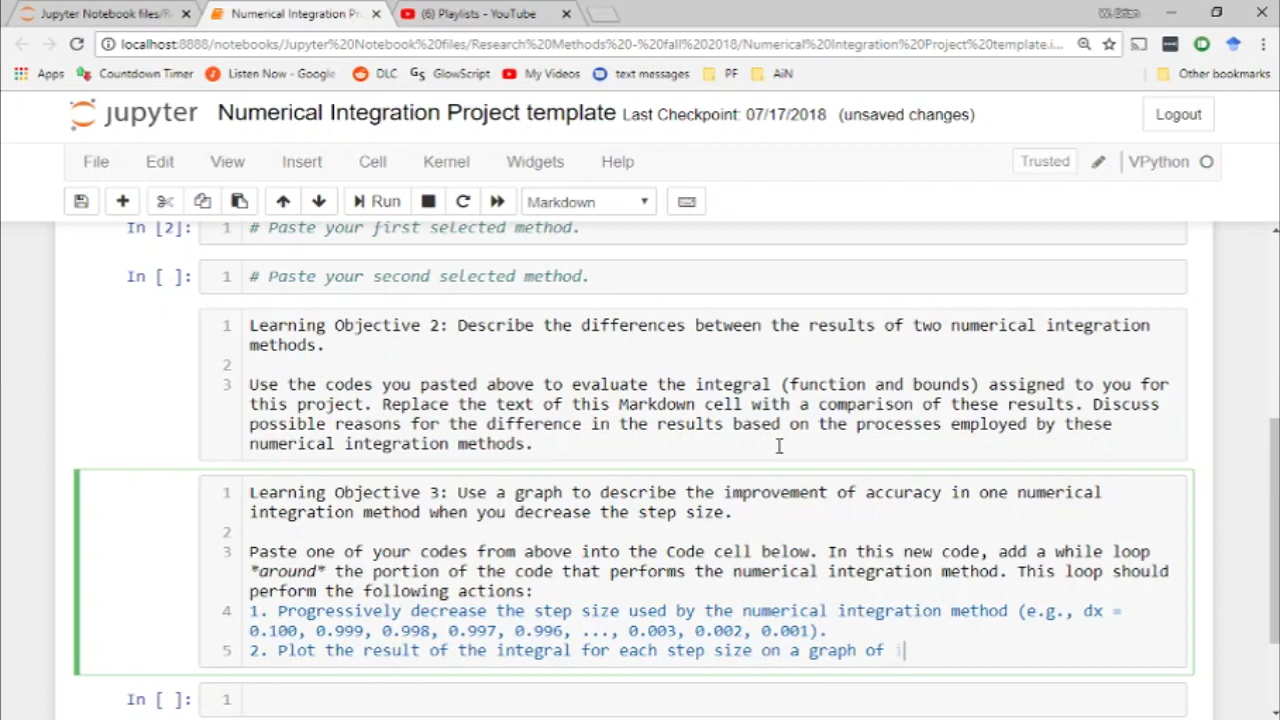 Jupyter Notebook files/R
Numerical Integration Pr
(6) Playlists - YouTube
localhost:8888/notebooks/Jupyter%20Notebook%20files/Research%20Methods%20-%20fall%202018/Numerical%20Integration%20Project%20template.i...
Apps Countdown Timer Listen Now - Google DLC GlowScript My Videos text messages PF AiN Other bookmarks
jupyter Numerical Integration Project template Last Checkpoint: 07/17/2018 (unsaved changes) Logout
File Edit View Insert Cell Kernel Widgets Help Trusted VPython
Run Markdown
In [2]: 1 # Paste your first selected method.
In [ ]: 1 # Paste your second selected method.
1 Learning Objective 2: Describe the differences between the results of two numerical integration
methods.
2
3 Use the codes you pasted above to evaluate the integral (function and bounds) assigned to you for
this project. Replace the text of this Markdown cell with a comparison of these results. Discuss
possible reasons for the difference in the results based on the processes employed by these
numerical integration methods.
1 Learning Objective 3: Use a graph to describe the improvement of accuracy in one numerical
integration method when you decrease the step size.
2
3 Paste one of your codes from above into the Code cell below. In this new code, add a while loop
*around* the portion of the code that performs the numerical integration method. This loop should
perform the following actions:
4 1. Progressively decrease the step size used by the numerical integration method (e.g., dx =
0.100, 0.999, 0.998, 0.997, 0.996, ..., 0.003, 0.002, 0.001).
5 2. Plot the result of the integral for each step size on a graph of i
In [ ]: 1